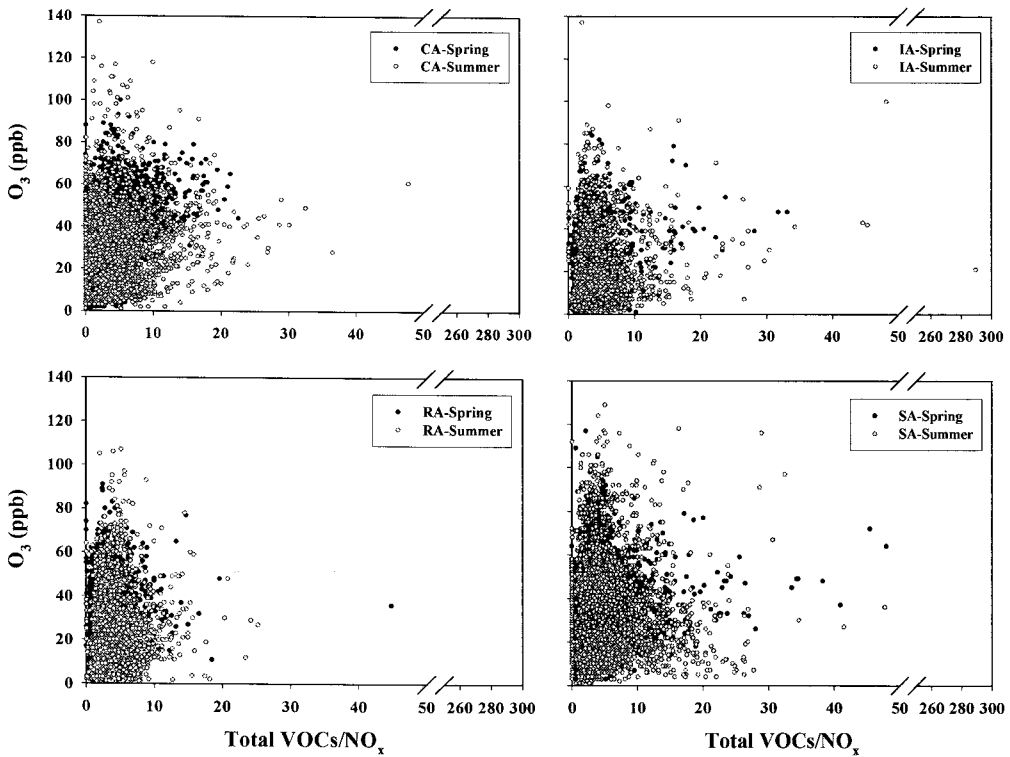 140
120
100
80
60
40
20
0
O3 (ppb)
CA-Spring
CA-Summer
0 10 20 30 40 50 260 280 300
IA-Spring
IA-Summer
0 10 20 30 40 50 260 280 300
140
120
100
80
60
40
20
0
O3 (ppb)
RA-Spring
RA-Summer
0 10 20 30 40 50 260 280 300
Total VOCs/NOx
SA-Spring
SA-Summer
0 10 20 30 40 50 260 280 300
Total VOCs/NOx